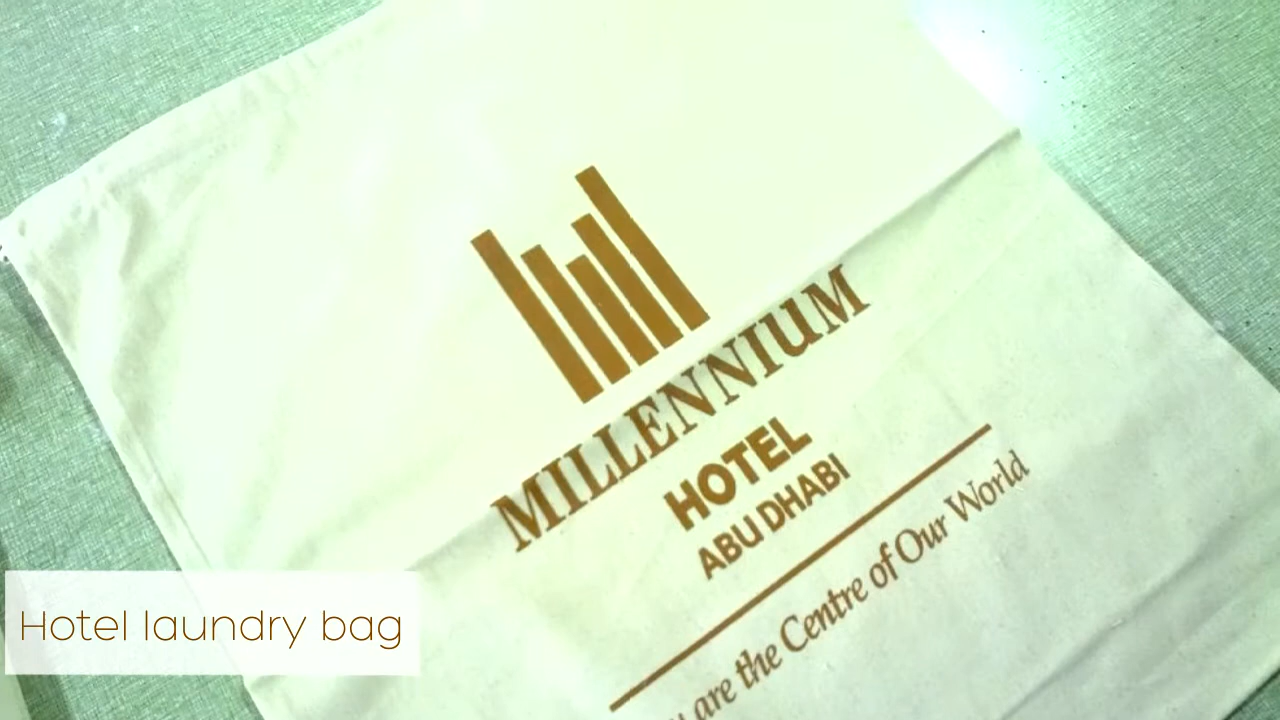 MILLENNIUM
HOTEL
ABU DHABI
are the Centre of Our World
Hotel laundry bag